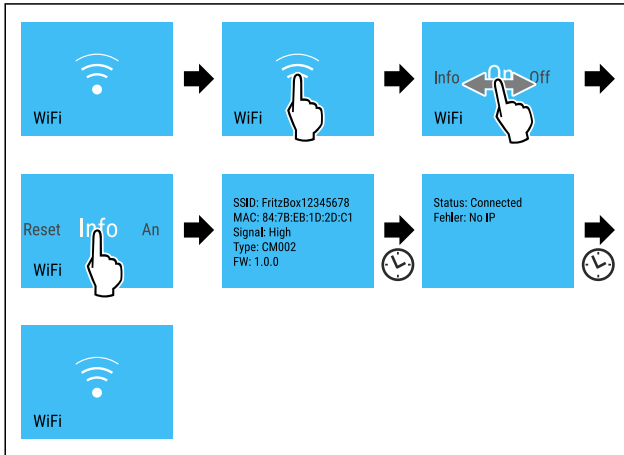 WiFi
WiFi
Info On Off
WiFi
Reset Info An
WiFi
SSID: FritzBox12345678
MAC: 84:7B:EB:1D:2D:C1
Signal: High
Type: CM002
FW: 1.0.0
Status: Connected
Fehler: No IP
WiFi